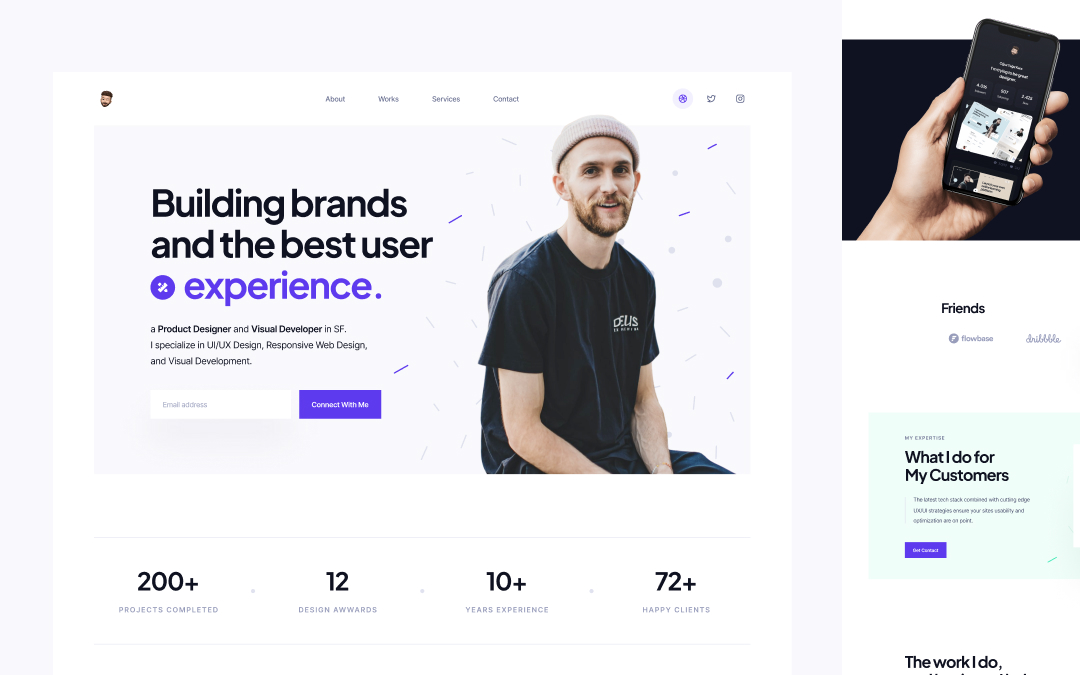 About
Works
Services
Contact
Building brands
and the best user
experience.
a Product Designer and Visual Developer in SF.
I specialize in UI/UX Design, Responsive Web Design,
and Visual Development.
Email address
Connect With Me
DEUS
200+
PROJECTS COMPLETED
12
DESIGN AWWARDS
10+
YEARS EXPERIENCE
72+
HAPPY CLIENTS
Friends
flowbase
dribbble
MY EXPERTISE
What I do for
My Customers
The latest tech stack combined with cutting edge
UX/UI strategies ensure your sites usability and
optimization are on point.
Get Contact
The work I do,